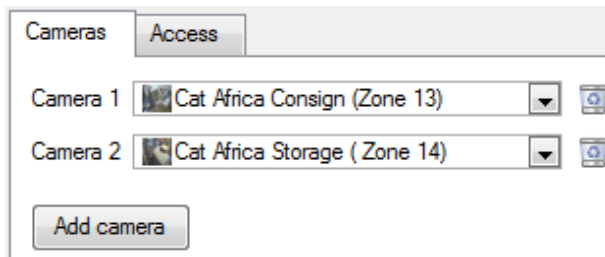 Cameras Access
Camera 1 Cat Africa Consign (Zone 13)
Camera 2 Cat Africa Storage ( Zone 14)
Add camera